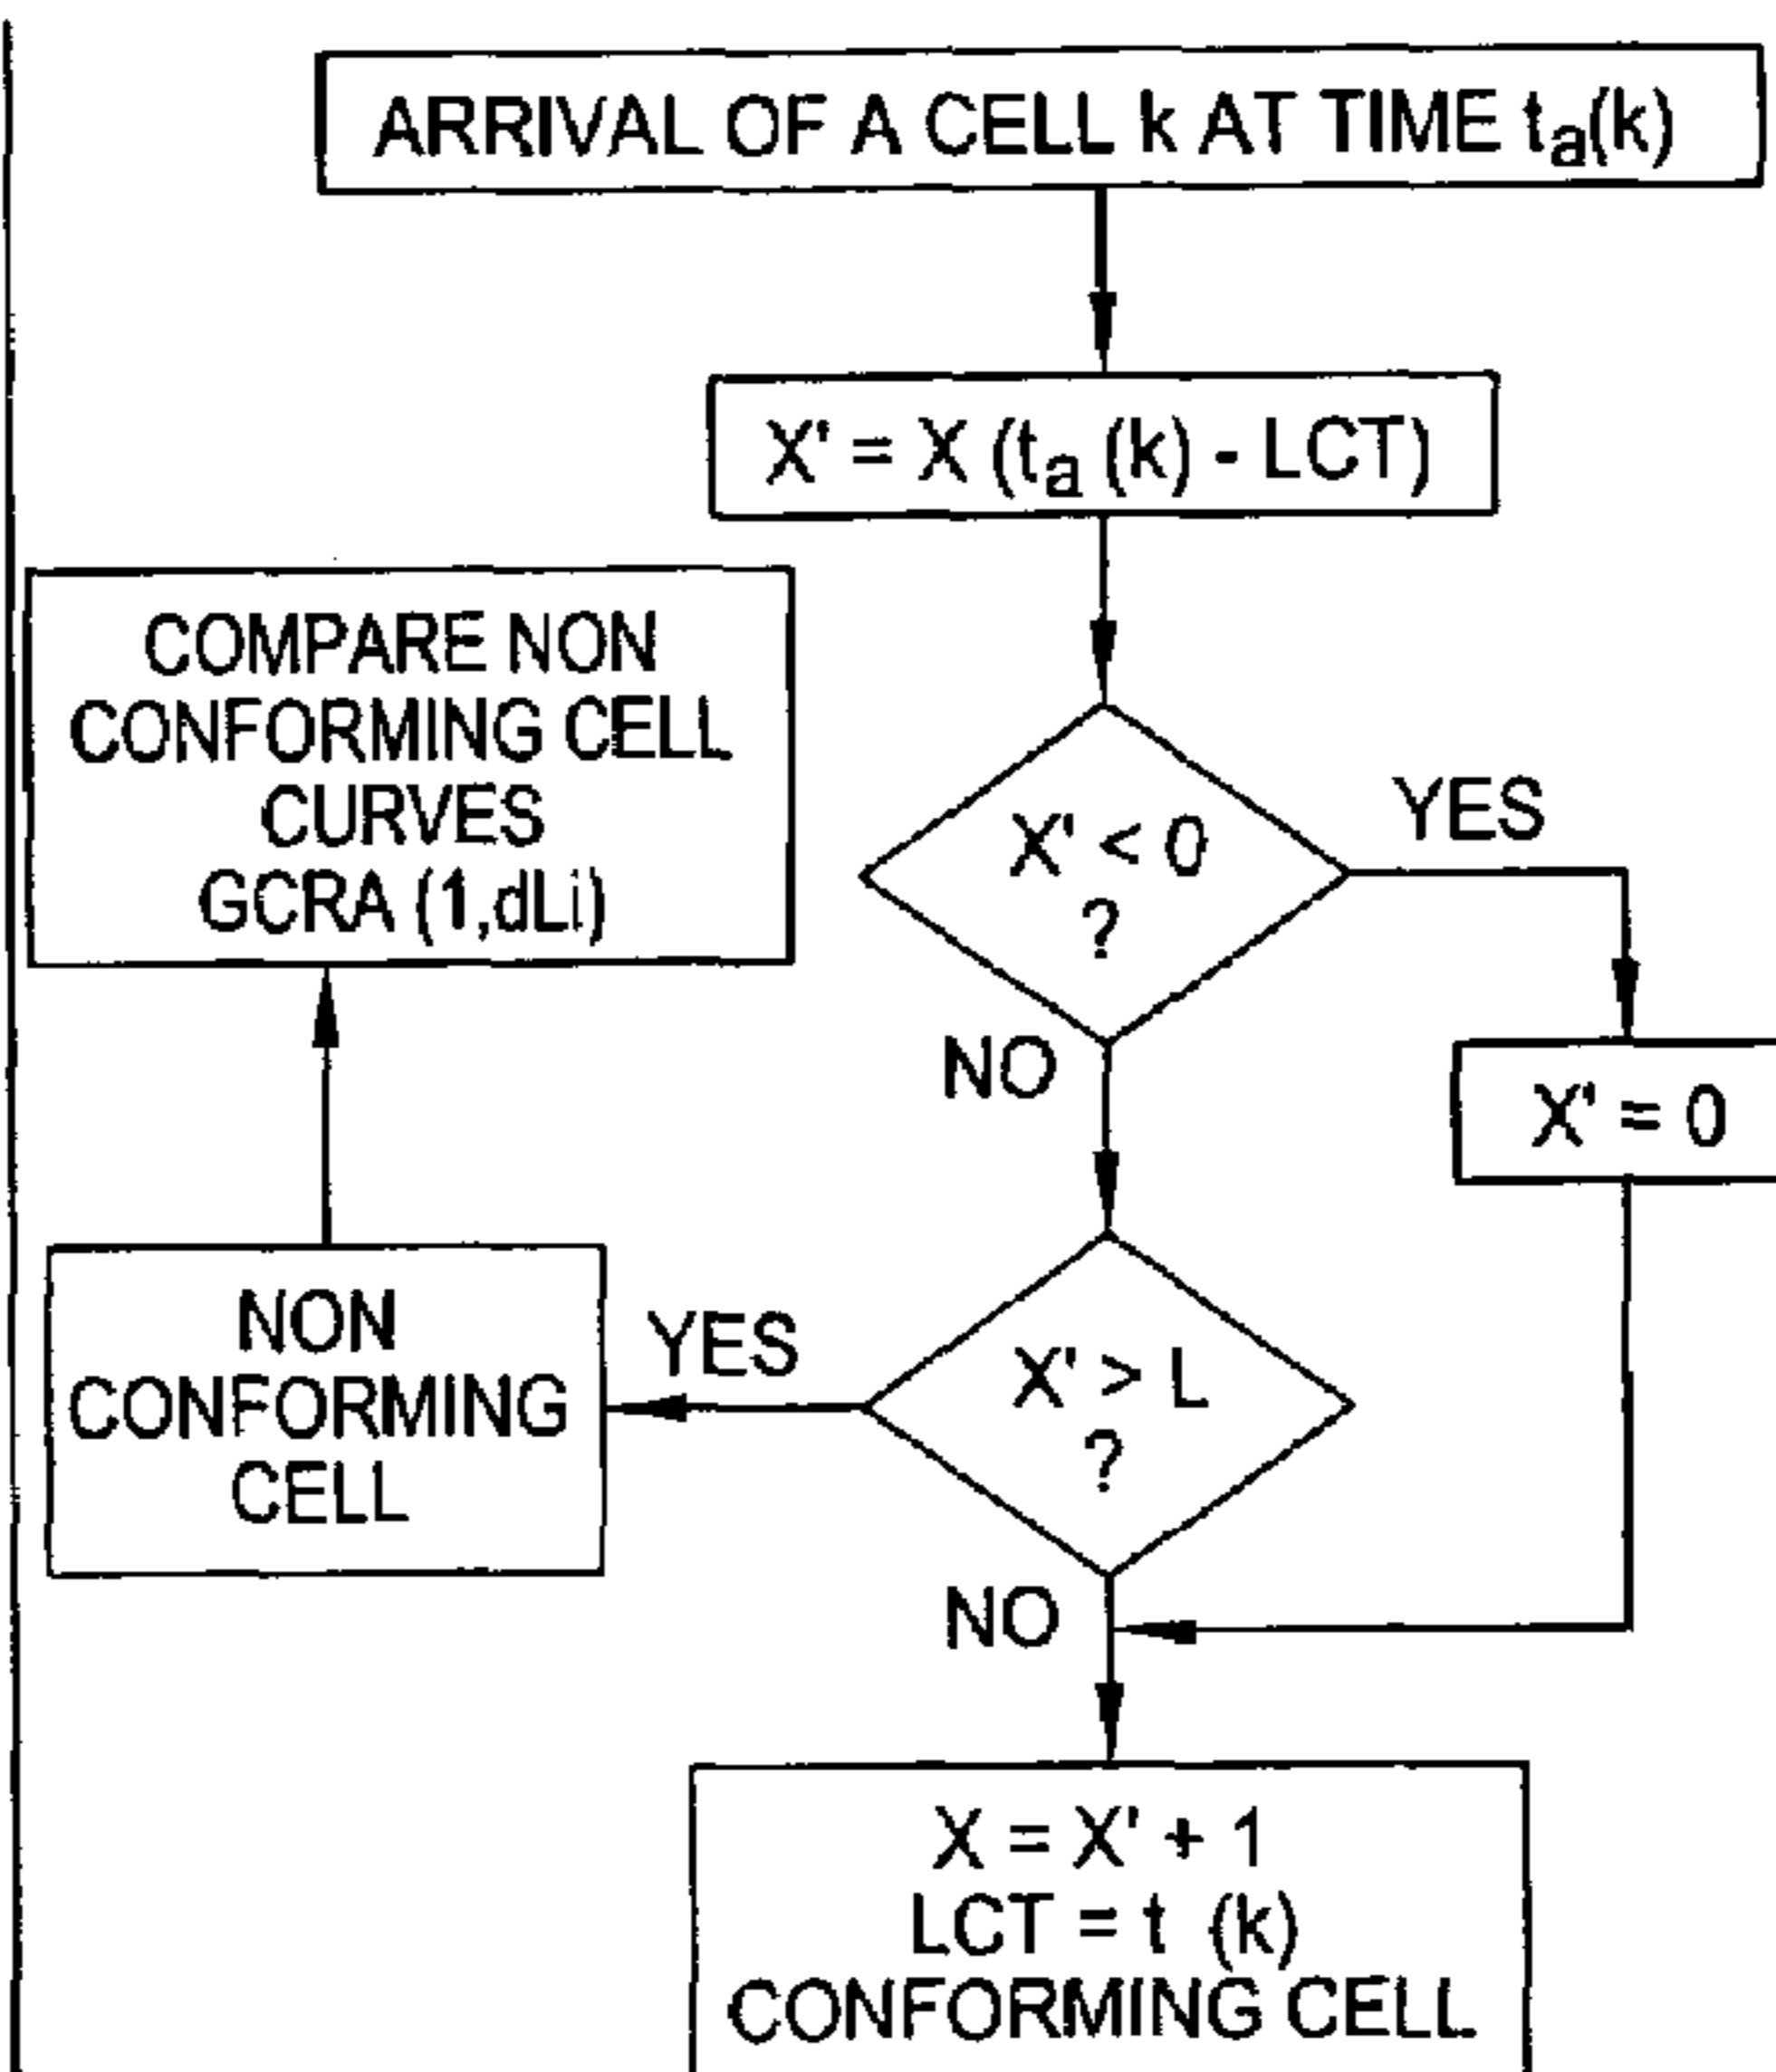 ARRIVAL OF A CELL k AT TIME ta(k)
X' = X (ta (k) - LCT)
COMPARE NON
CONFORMING CELL
CURVES
GCRA (1,dLi)
X' < 0
?
YES
NO
X' = 0
NON
CONFORMING
CELL
YES
X' > L
?
NO
X = X' + 1
LCT = t (k)
CONFORMING CELL